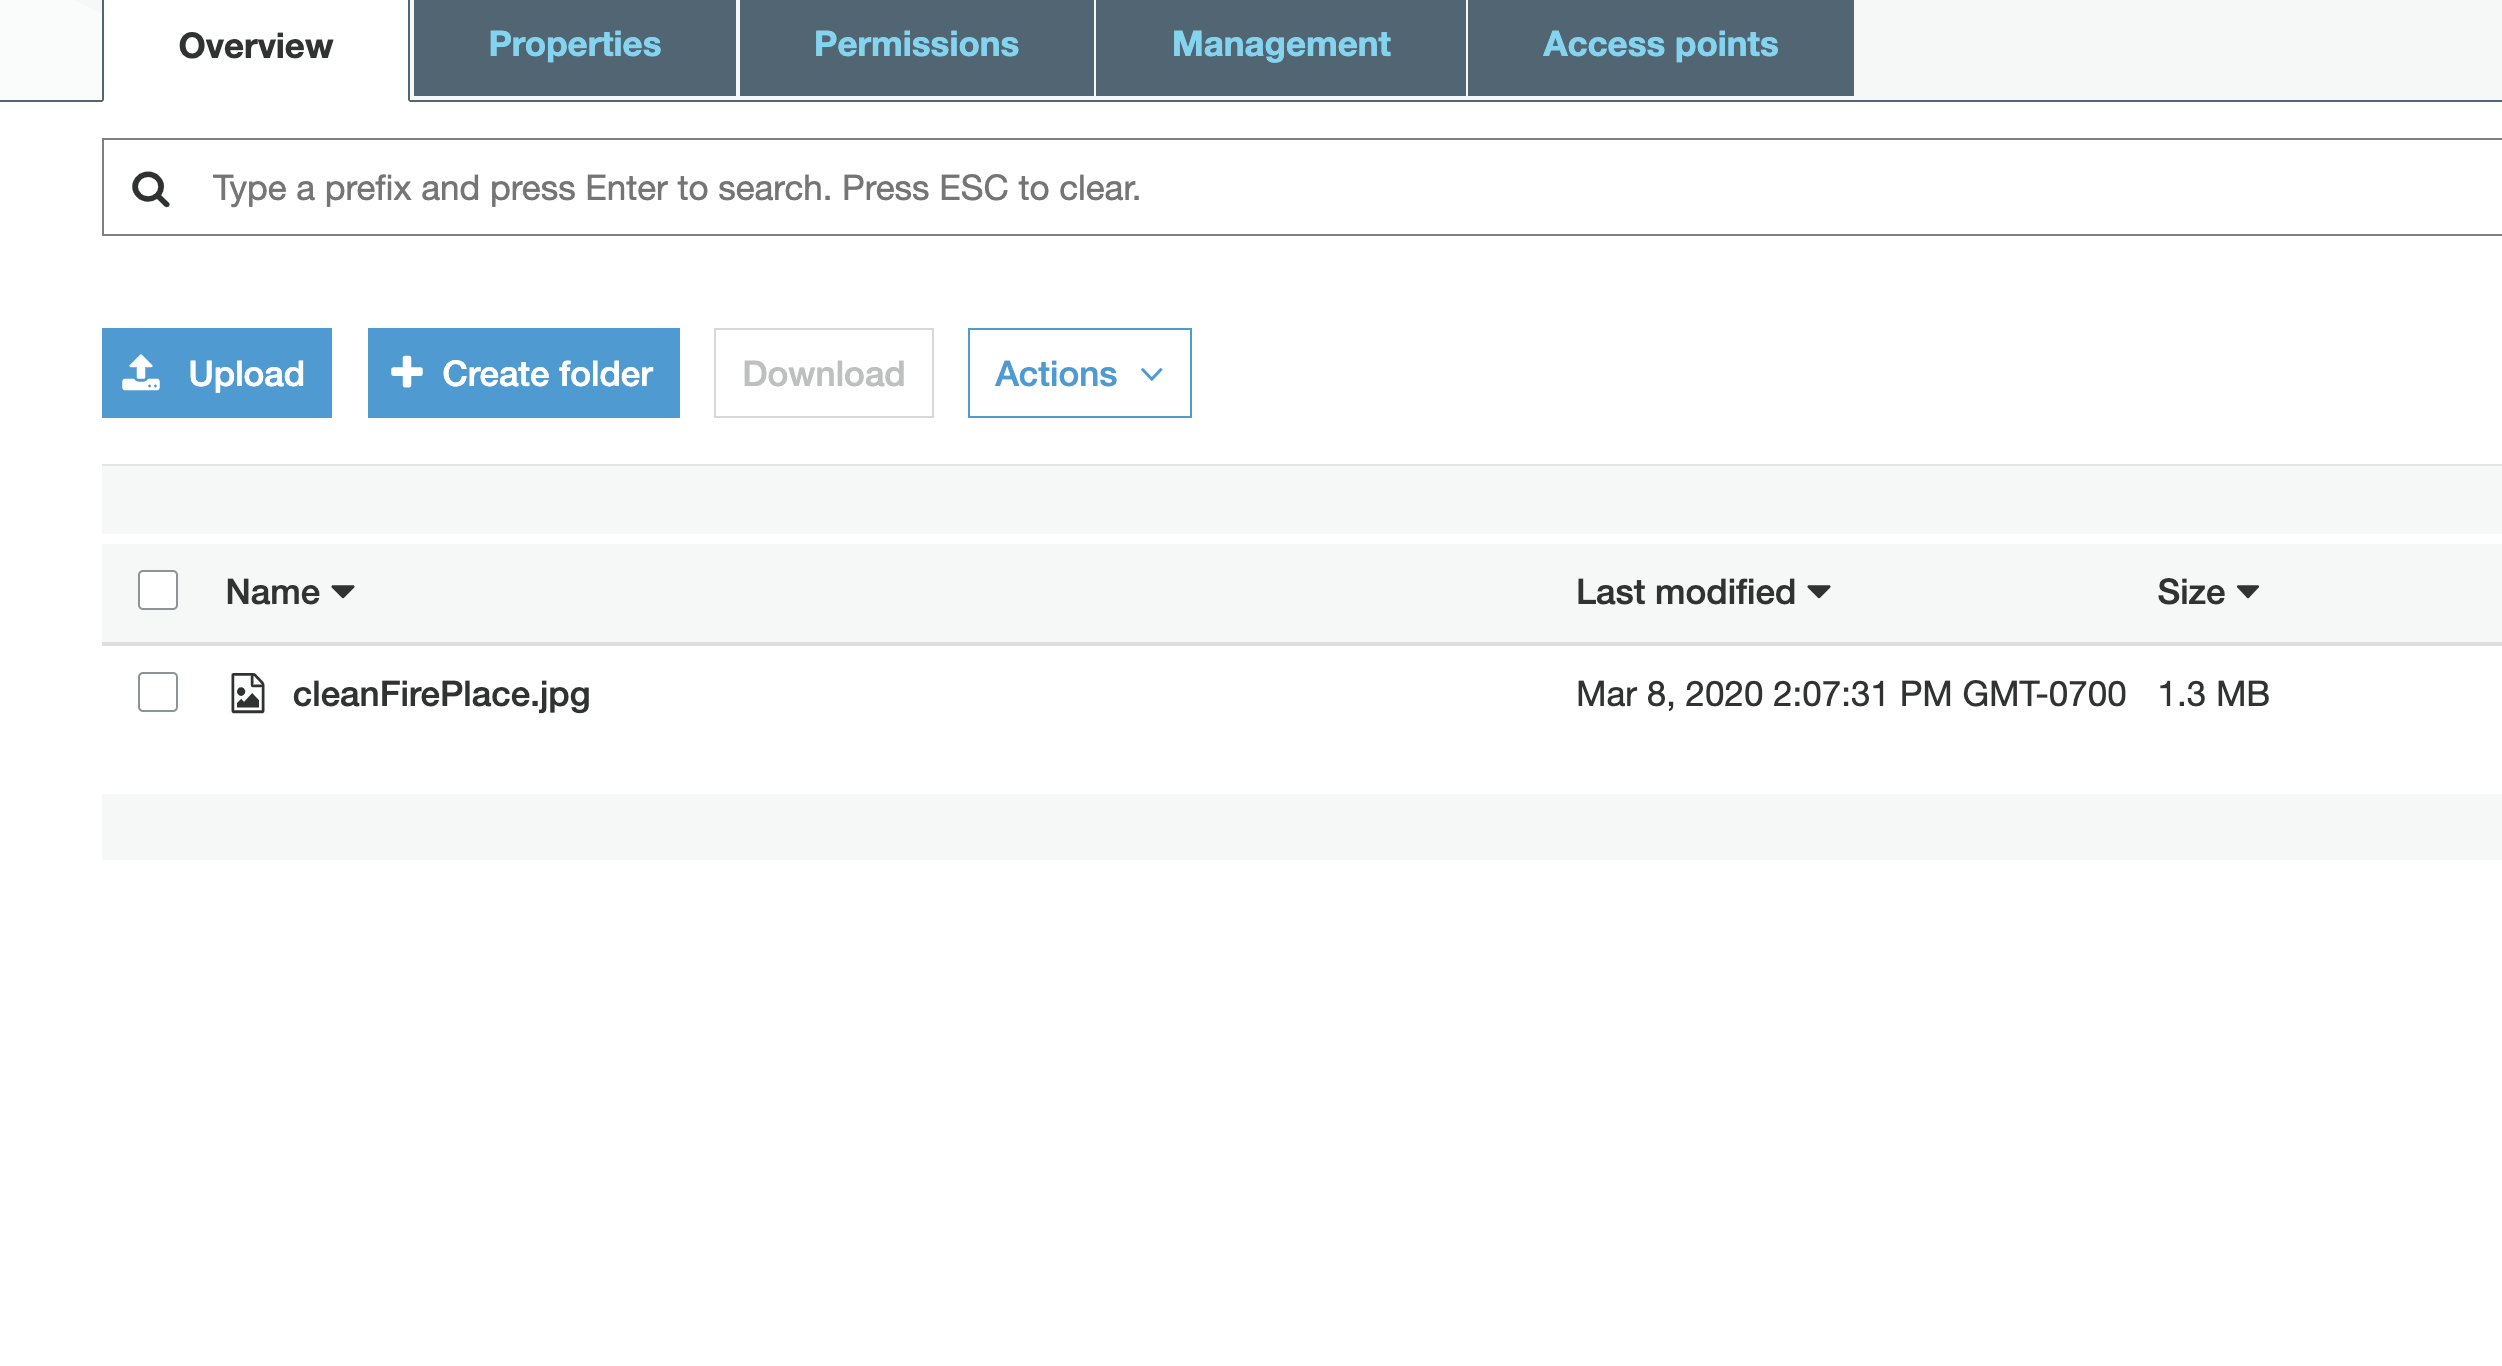 Overview Properties Permissions Management Access points
Type a prefix and press Enter to search. Press ESC to clear.
Upload Create folder Download Actions
Name Last modified Size
cleanFirePlace.jpg Mar 8, 2020 2:07:31 PM GMT-0700 1.3 MB